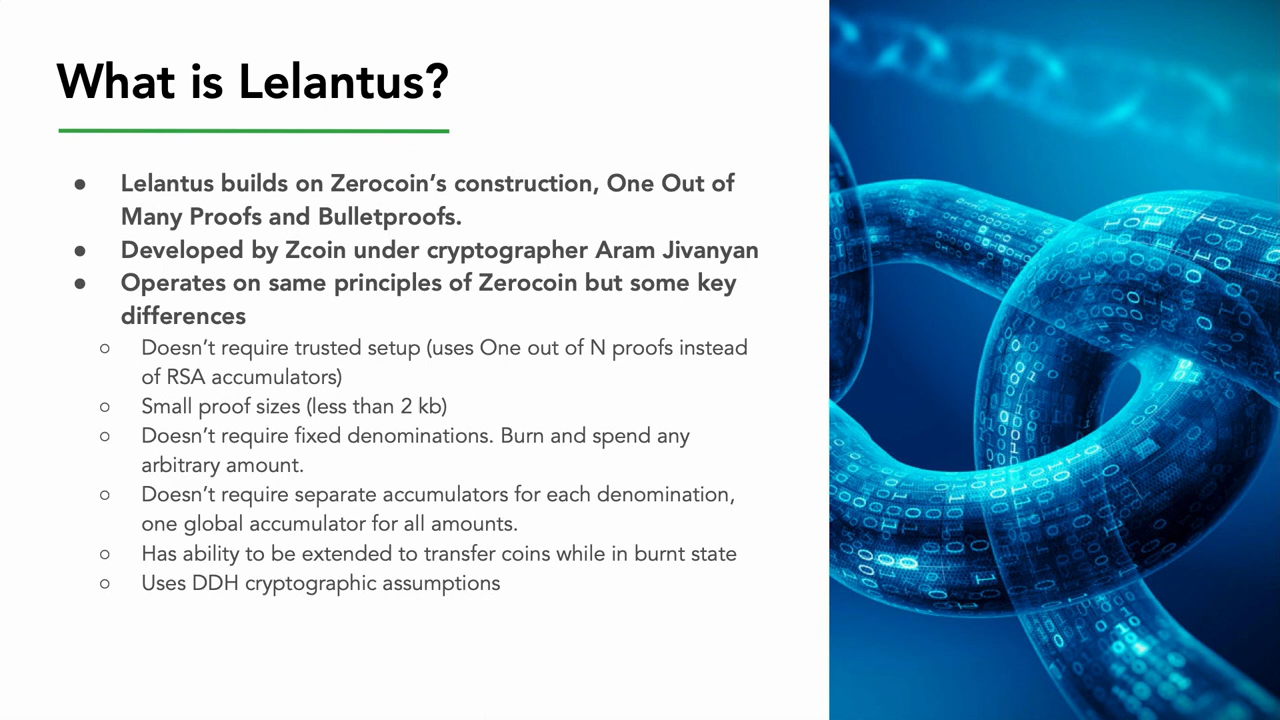 What is Lelantus?
● Lelantus builds on Zerocoin’s construction, One Out of
Many Proofs and Bulletproofs.
● Developed by Zcoin under cryptographer Aram Jivanyan
● Operates on same principles of Zerocoin but some key
differences
○ Doesn’t require trusted setup (uses One out of N proofs instead
of RSA accumulators)
○ Small proof sizes (less than 2 kb)
○ Doesn’t require fixed denominations. Burn and spend any
arbitrary amount.
○ Doesn’t require separate accumulators for each denomination,
one global accumulator for all amounts.
○ Has ability to be extended to transfer coins while in burnt state
○ Uses DDH cryptographic assumptions